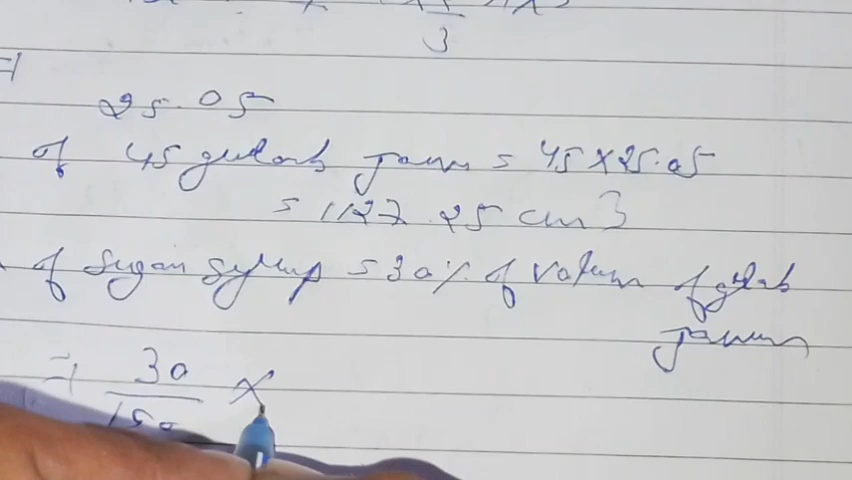 3
=)
25.05
of 45 gulab Jamun = 45 X 25.05
= 1127.25 cm3
of Sugar Syrup = 30% of Volum of gulab
Jamun
=) 30
100 X